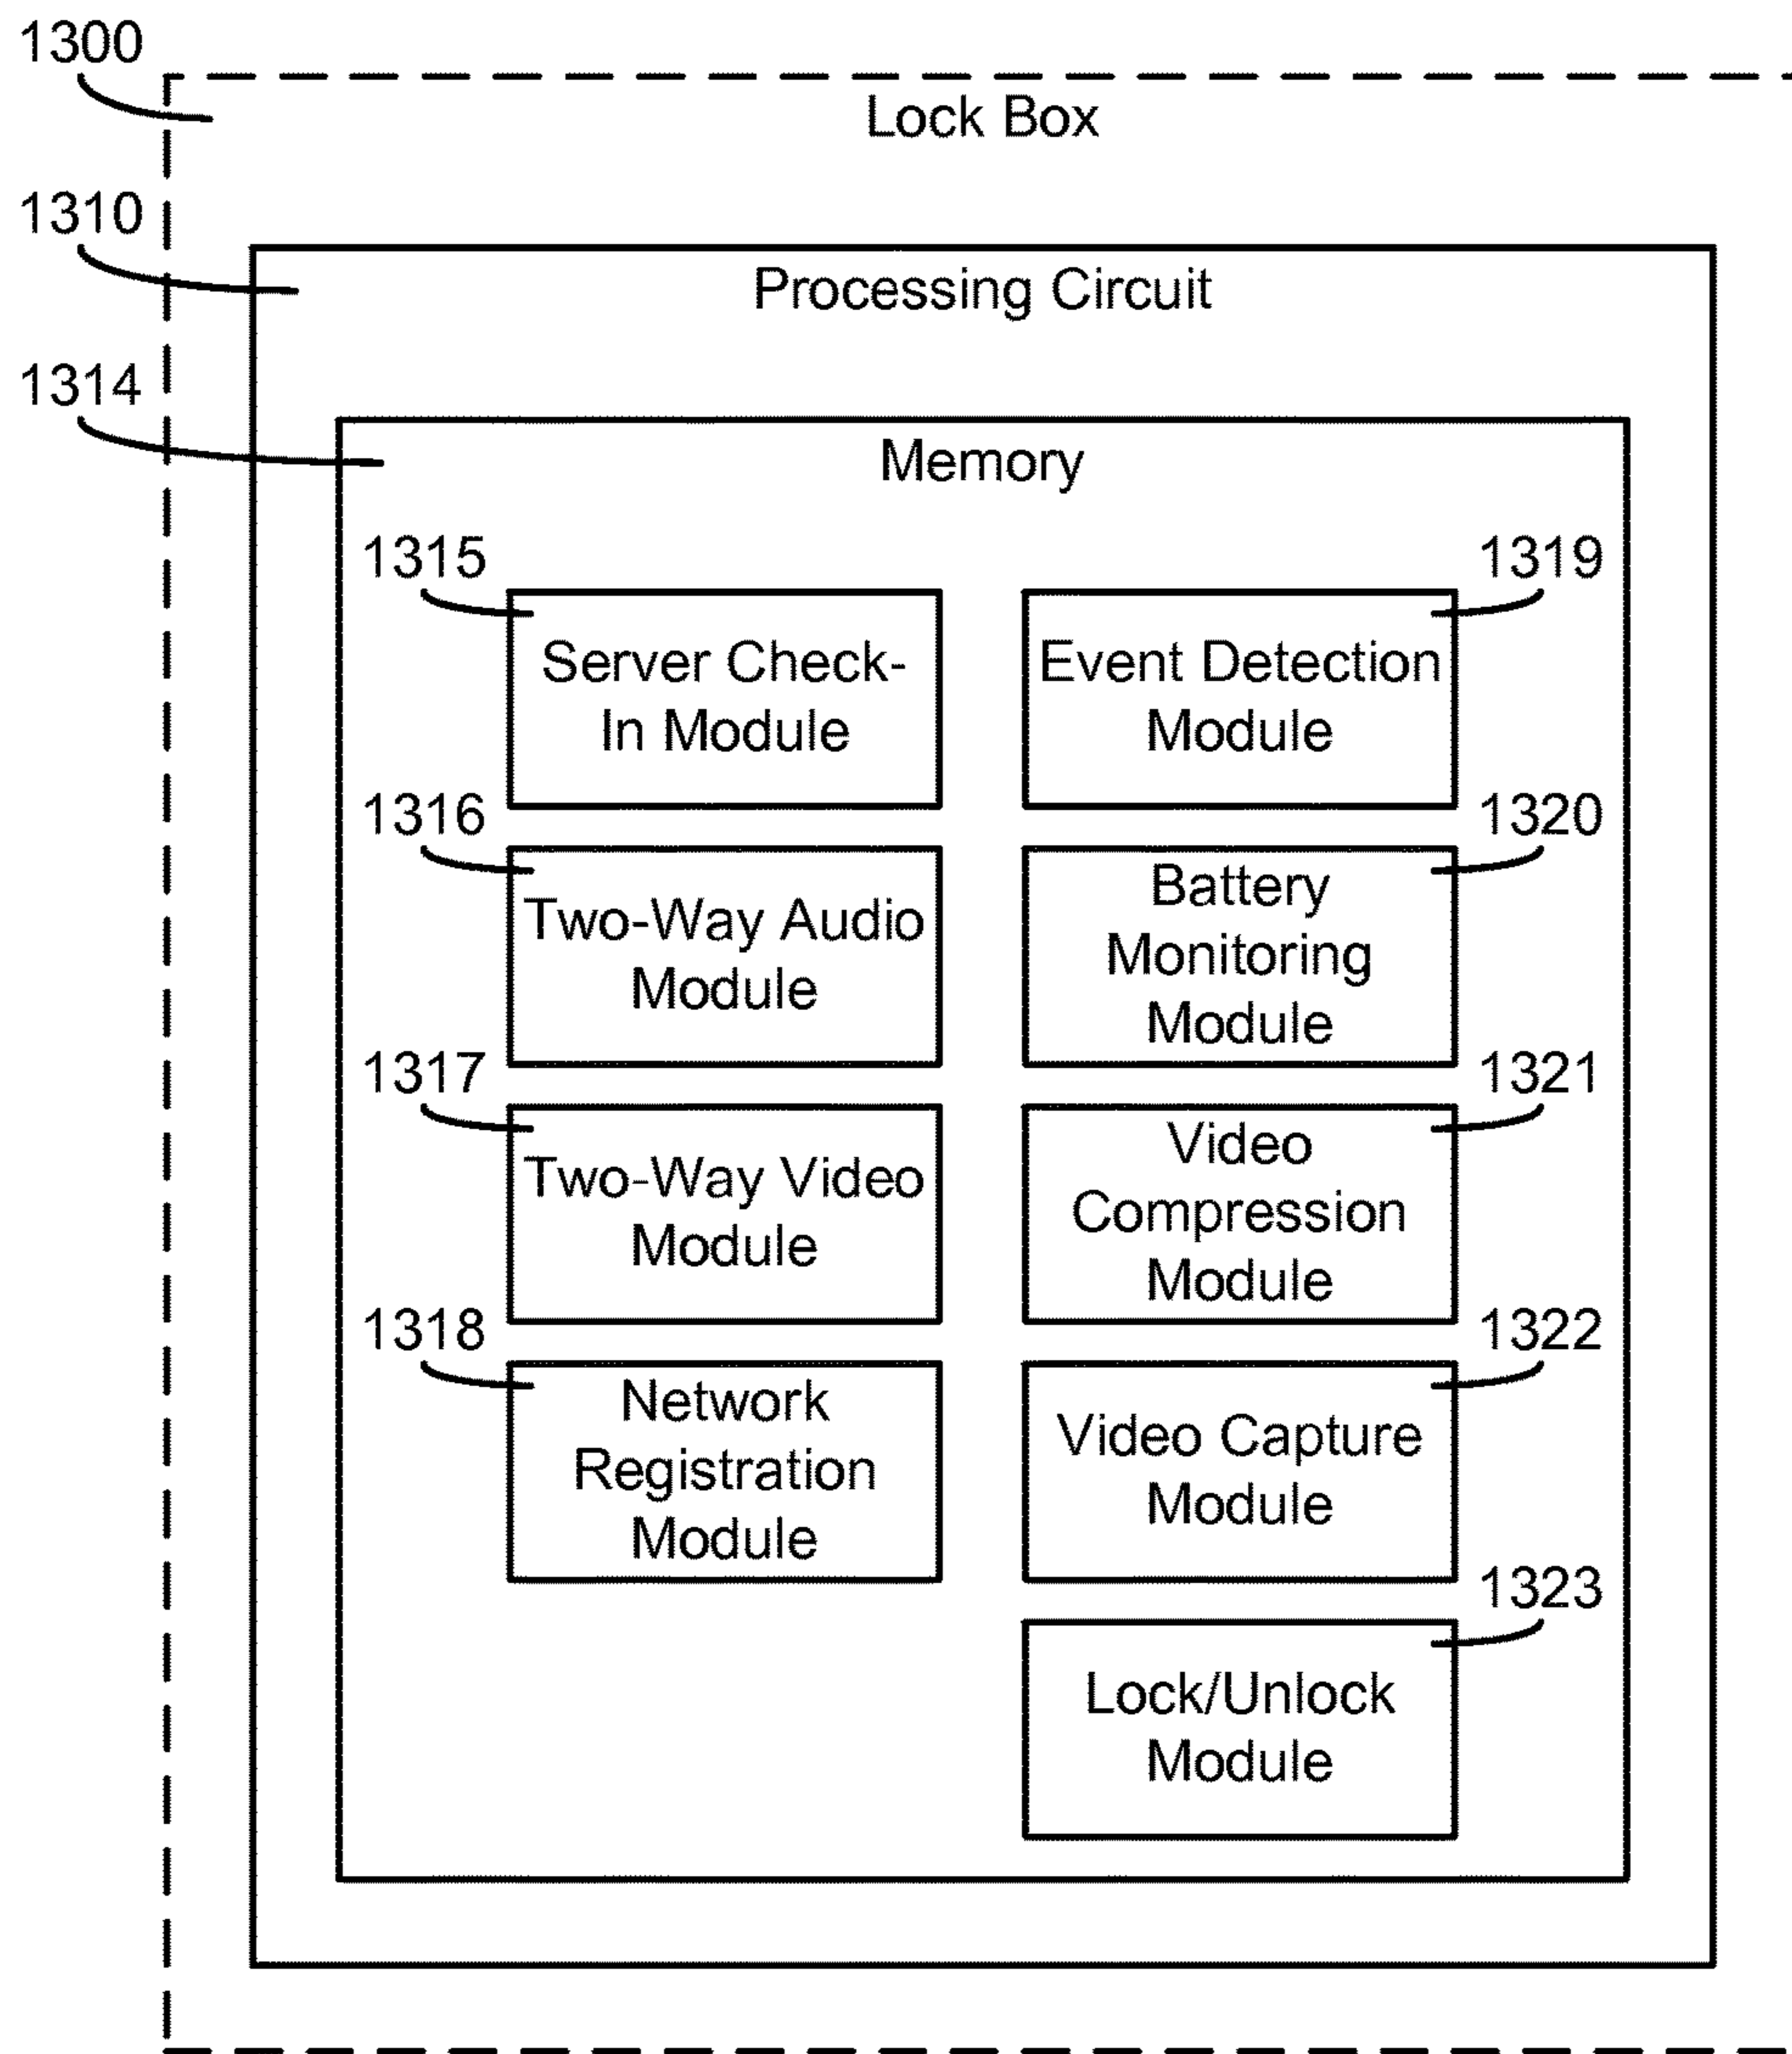 1300
Lock Box
1310
Processing Circuit
1314
Memory
1315
Server Check-
In Module
1319
Event Detection
Module
1316
Two-Way Audio
Module
1320
Battery
Monitoring
Module
1317
Two-Way Video
Module
1321
Video
Compression
Module
1318
Network
Registration
Module
1322
Video Capture
Module
1323
Lock/Unlock
Module